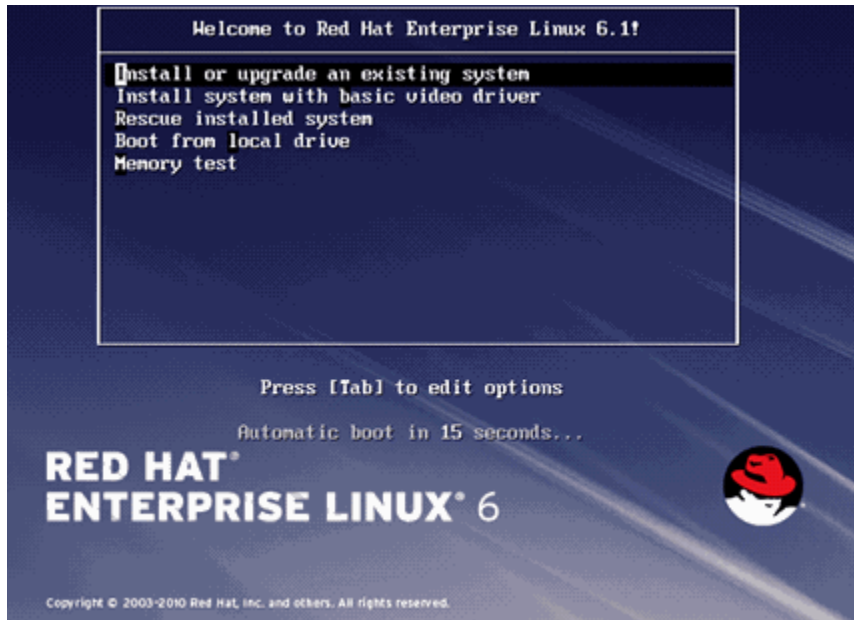 Welcome to Red Hat Enterprise Linux 6.1!
Install or upgrade an existing system
Install system with basic video driver
Rescue installed system
Boot from local drive
Memory test
Press [Tab] to edit options
Automatic boot in 15 seconds...
RED HAT®
ENTERPRISE LINUX® 6
Copyright © 2003-2010 Red Hat, Inc. and others. All rights reserved.